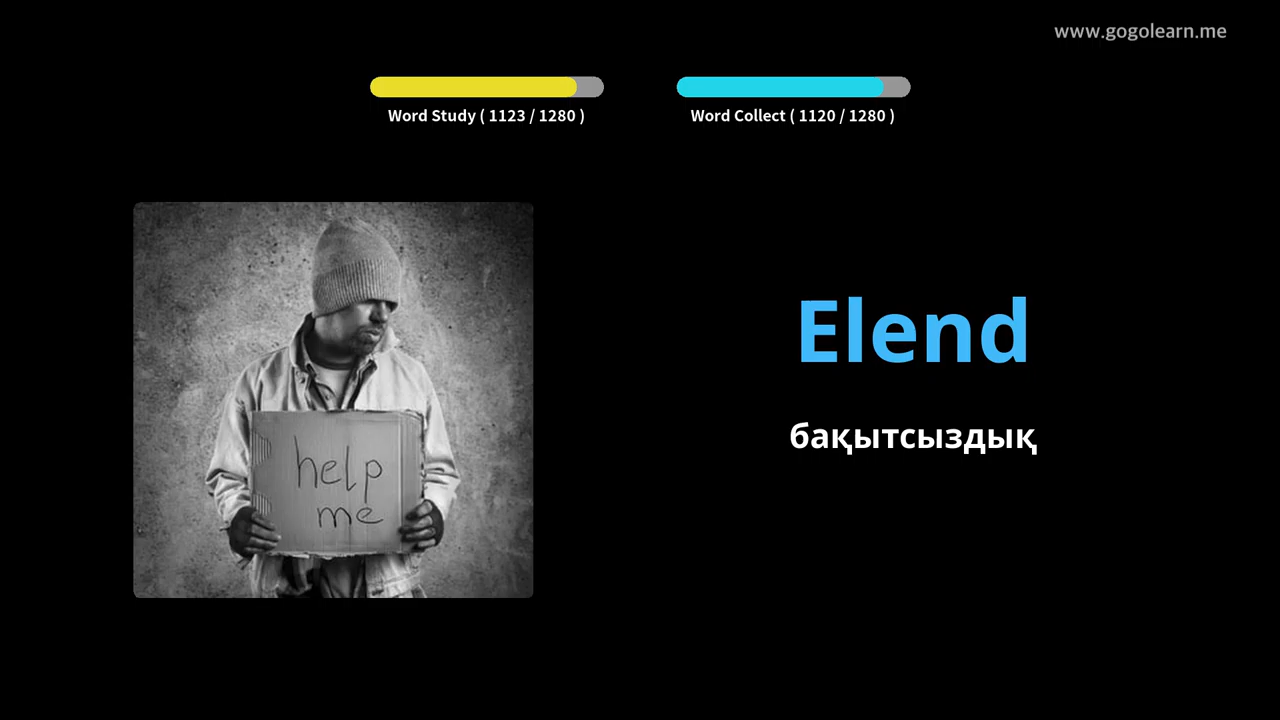 www.gogolearn.me
Word Study ( 1123 / 1280 )
Word Collect ( 1120 / 1280 )
help
me
Elend
бақытсыздық